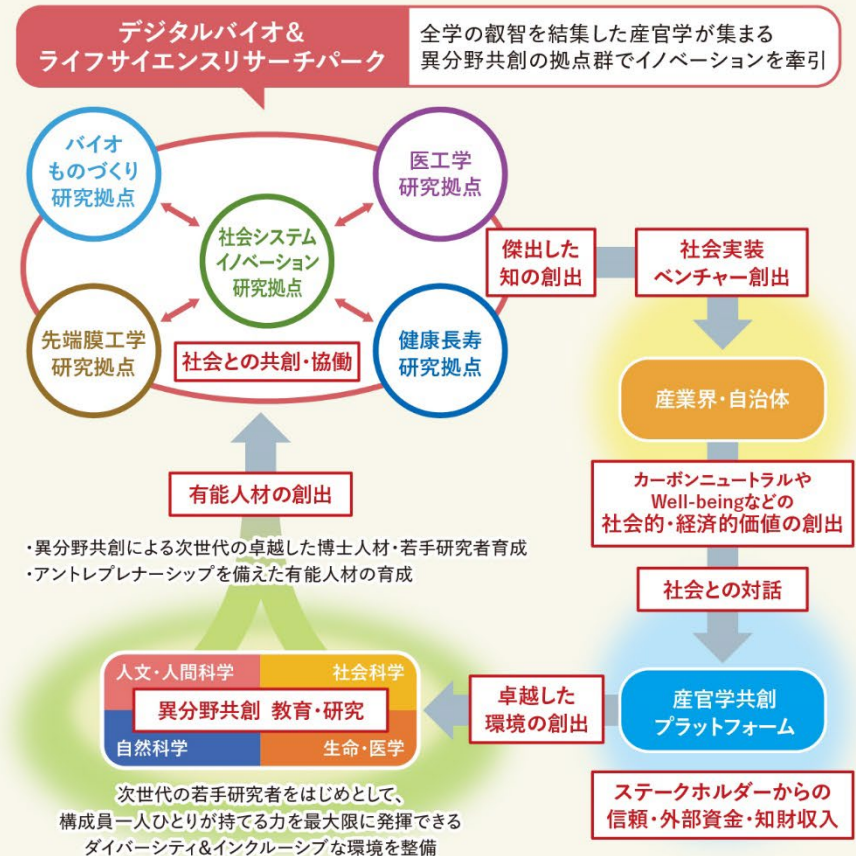 デジタルバイオ&
ライフサイエンスリサーチパーク
全学の叡智を結集した産官学が集まる
異分野共創の拠点群でイノベーションを牽引
バイオ
ものづくり
研究拠点
医工学
研究拠点
社会システム
イノベーション
研究拠点
先端膜工学
研究拠点
健康長寿
研究拠点
社会との共創・協働
傑出した
知の創出
社会実装
ベンチャー創出
産業界・自治体
カーボンニュートラルや
Well-beingなどの
社会的・経済的価値の創出
社会との対話
産官学共創
プラットフォーム
ステークホルダーからの
信頼・外部資金・知財収入
卓越した
環境の創出
有能人材の創出
・異分野共創による次世代の卓越した博士人材・若手研究者育成
・アントレプレナーシップを備えた有能人材の育成
人文・人間科学
社会科学
異分野共創 教育・研究
自然科学
生命・医学
次世代の若手研究者をはじめとして、
構成員一人ひとりが持てる力を最大限に発揮できる
ダイバーシティ&インクルーシブな環境を整備